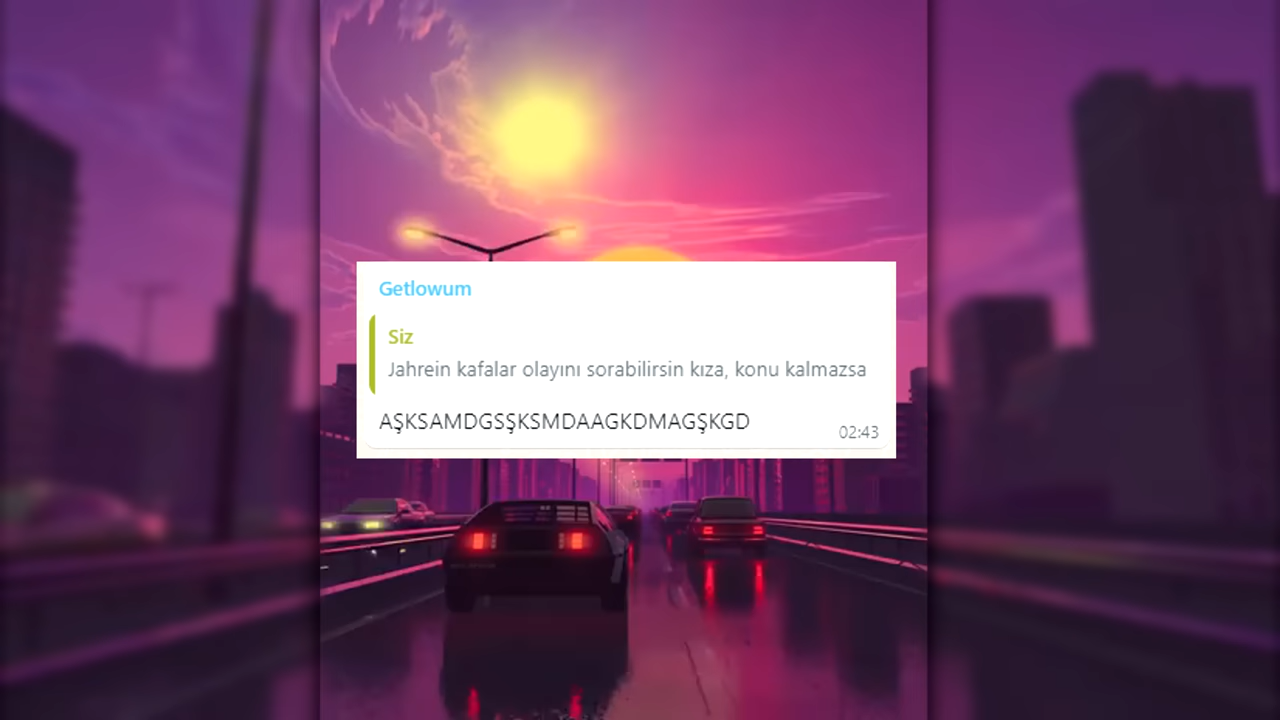 Getlowum
Siz
Jahrein kafalar olayını sorabilirsin kıza, konu kalmazsa
AŞKSAMDGSŞKSMDAAGKDMAGŞKGD
02:43